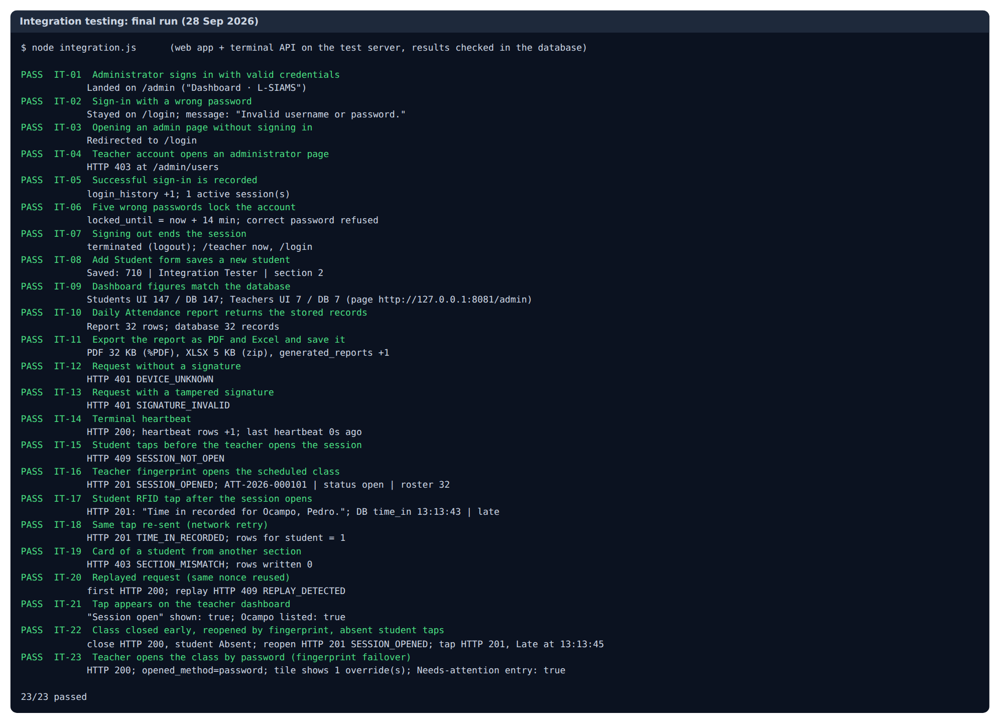 Integration testing: final run (28 Sep 2026)
$ node integration.js      (web app + terminal API on the test server, results checked in the database)
PASS  IT-01  Administrator signs in with valid credentials
Landed on /admin ("Dashboard · L-SIAMS")
PASS  IT-02  Sign-in with a wrong password
Stayed on /login; message: "Invalid username or password."
PASS  IT-03  Opening an admin page without signing in
Redirected to /login
PASS  IT-04  Teacher account opens an administrator page
HTTP 403 at /admin/users
PASS  IT-05  Successful sign-in is recorded
login_history +1; 1 active session(s)
PASS  IT-06  Five wrong passwords lock the account
locked_until = now + 14 min; correct password refused
PASS  IT-07  Signing out ends the session
terminated (logout); /teacher now, /login
PASS  IT-08  Add Student form saves a new student
Saved: 710 | Integration Tester | section 2
PASS  IT-09  Dashboard figures match the database
Students UI 147 / DB 147; Teachers UI 7 / DB 7 (page http://127.0.0.1:8081/admin)
PASS  IT-10  Daily Attendance report returns the stored records
Report 32 rows; database 32 records
PASS  IT-11  Export the report as PDF and Excel and save it
PDF 32 KB (%PDF), XLSX 5 KB (zip), generated_reports +1
PASS  IT-12  Request without a signature
HTTP 401 DEVICE_UNKNOWN
PASS  IT-13  Request with a tampered signature
HTTP 401 SIGNATURE_INVALID
PASS  IT-14  Terminal heartbeat
HTTP 200; heartbeat rows +1; last heartbeat 0s ago
PASS  IT-15  Student taps before the teacher opens the session
HTTP 409 SESSION_NOT_OPEN
PASS  IT-16  Teacher fingerprint opens the scheduled class
HTTP 201 SESSION_OPENED; ATT-2026-000101 | status open | roster 32
PASS  IT-17  Student RFID tap after the session opens
HTTP 201: "Time in recorded for Ocampo, Pedro."; DB time_in 13:13:43 | late
PASS  IT-18  Same tap re-sent (network retry)
HTTP 201 TIME_IN_RECORDED; rows for student = 1
PASS  IT-19  Card of a student from another section
HTTP 403 SECTION_MISMATCH; rows written 0
PASS  IT-20  Replayed request (same nonce reused)
first HTTP 200; replay HTTP 409 REPLAY_DETECTED
PASS  IT-21  Tap appears on the teacher dashboard
"Session open" shown: true; Ocampo listed: true
PASS  IT-22  Class closed early, reopened by fingerprint, absent student taps
close HTTP 200, student Absent; reopen HTTP 201 SESSION_OPENED; tap HTTP 201, Late at 13:13:45
PASS  IT-23  Teacher opens the class by password (fingerprint failover)
HTTP 200; opened_method=password; tile shows 1 override(s); Needs-attention entry: true
23/23 passed